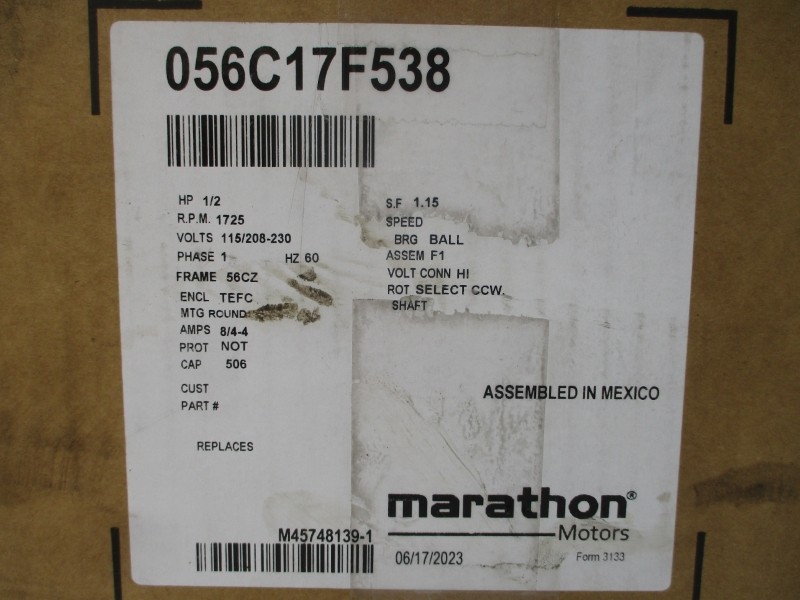 056C17F538
HP 1/2
R.P.M. 1725
VOLTS 115/208-230
PHASE 1 HZ 60
FRAME 56CZ
ENCL TEFC
MTG ROUND
AMPS 8/4-4
PROT NOT
CAP 506
CUST
PART #
REPLACES
S.F 1.15
SPEED
BRG BALL
ASSEM F1
VOLT CONN HI
ROT SELECT CCW.
SHAFT
ASSEMBLED IN MEXICO
marathon®
Motors
M45748139-1
06/17/2023
Form 3133